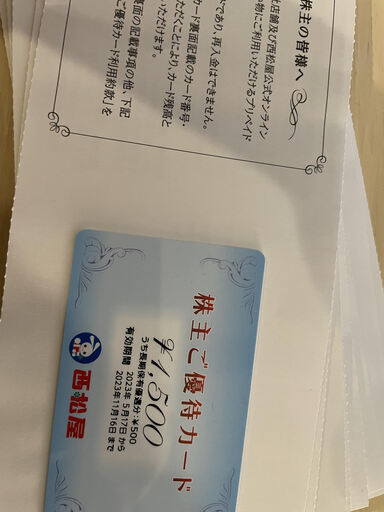 株主の皆様へ
店舗及び西松屋公式オンライン
物にご利用いただけるプリペイド
であり、再入金はできません。
カード裏面記載のカード番号・
ただくことにより、カード残高と
いただけます。
裏面の記載事項の他、下記
ご優待カード利用約款」を
株主ご優待カード
¥1500
うち長期保有優遇分:¥500
有効期間 2023年 5月17日から
2023年11月16日まで
西松屋